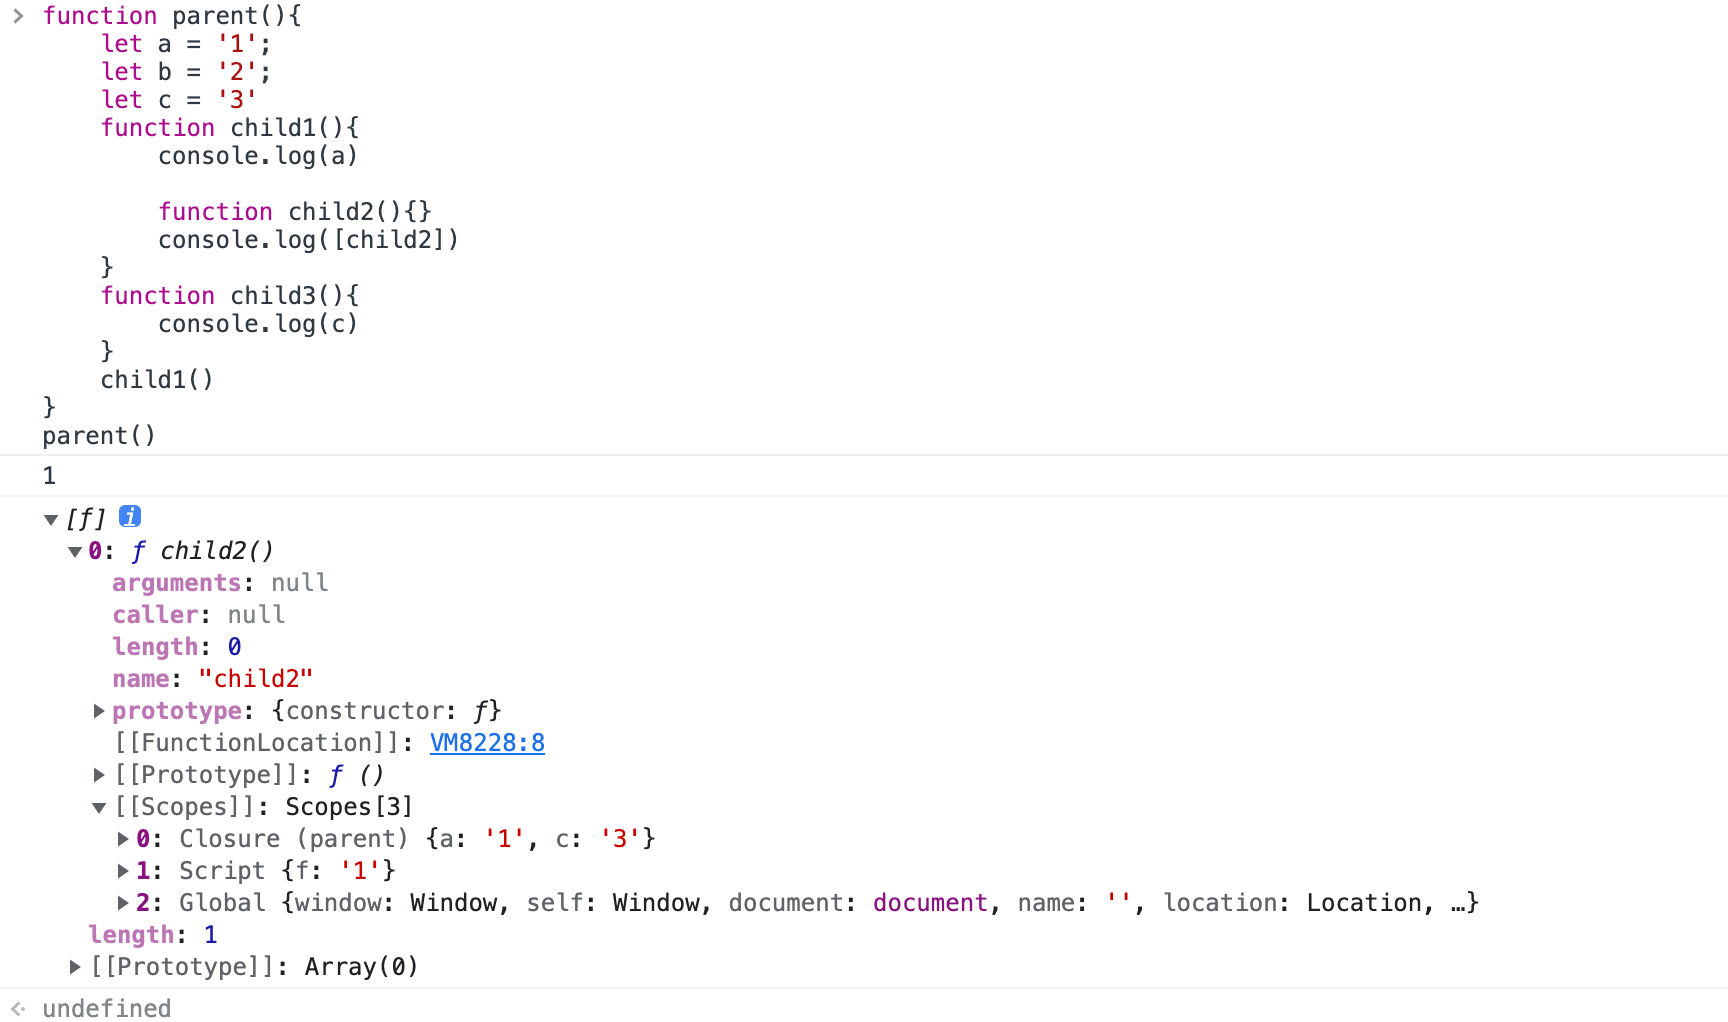 function parent(){
    let a = '1';
    let b = '2';
    let c = '3'
    function child1(){
        console.log(a)

        function child2(){}
        console.log([child2])
    }
    function child3(){
        console.log(c)
    }
    child1()
}
parent()
1
[ƒ] i
0: ƒ child2()
arguments: null
caller: null
length: 0
name: "child2"
prototype: {constructor: ƒ}
[[FunctionLocation]]: VM8228:8
[[Prototype]]: ƒ ()
[[Scopes]]: Scopes[3]
0: Closure (parent) {a: '1', c: '3'}
1: Script {f: '1'}
2: Global {window: Window, self: Window, document: document, name: '', location: Location, …}
length: 1
[[Prototype]]: Array(0)
undefined